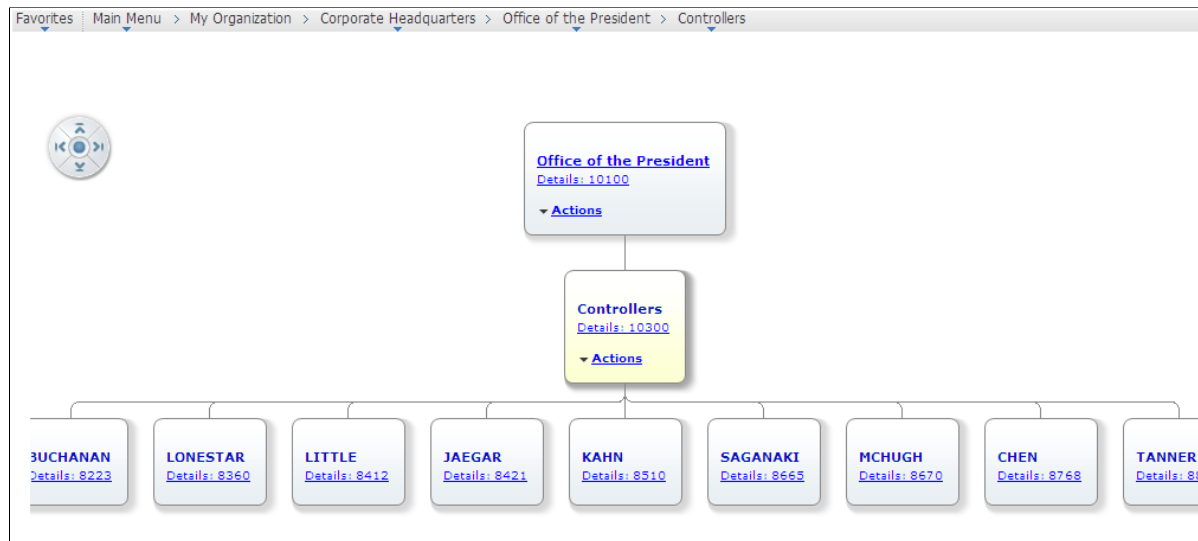 Favorites Main Menu > My Organization > Corporate Headquarters > Office of the President > Controllers
Office of the President
Details: 10100
Actions
Controllers
Details: 10300
Actions
BUCHANAN LONESTAR LITTLE JAEGAR KAHN SAGANAKI MCHUGH CHEN TANNER
Details: 8223 Details: 8360 Details: 8412 Details: 8421 Details: 8510 Details: 8665 Details: 8670 Details: 8768 Details: